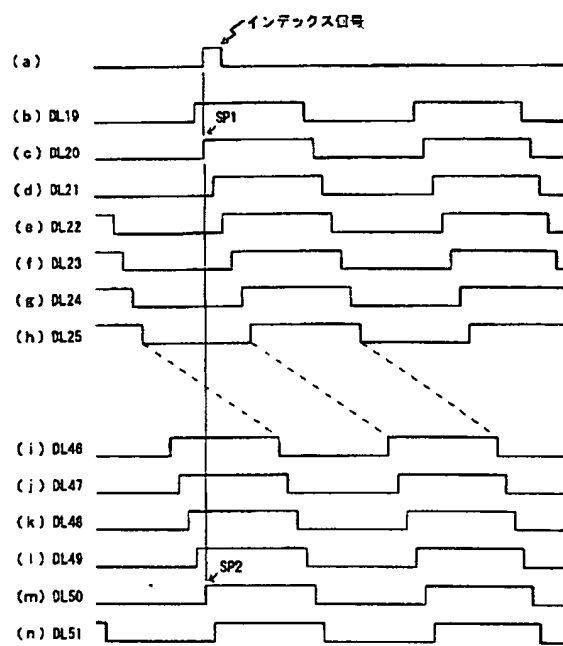 インデックス信号
(a)
(b) DL19
SP1
(c) DL20
(d) DL21
(e) DL22
(f) DL23
(g) DL24
(h) DL25
(i) DL46
(j) DL47
(k) DL48
(l) DL49
SP2
(m) DL50
(n) DL51